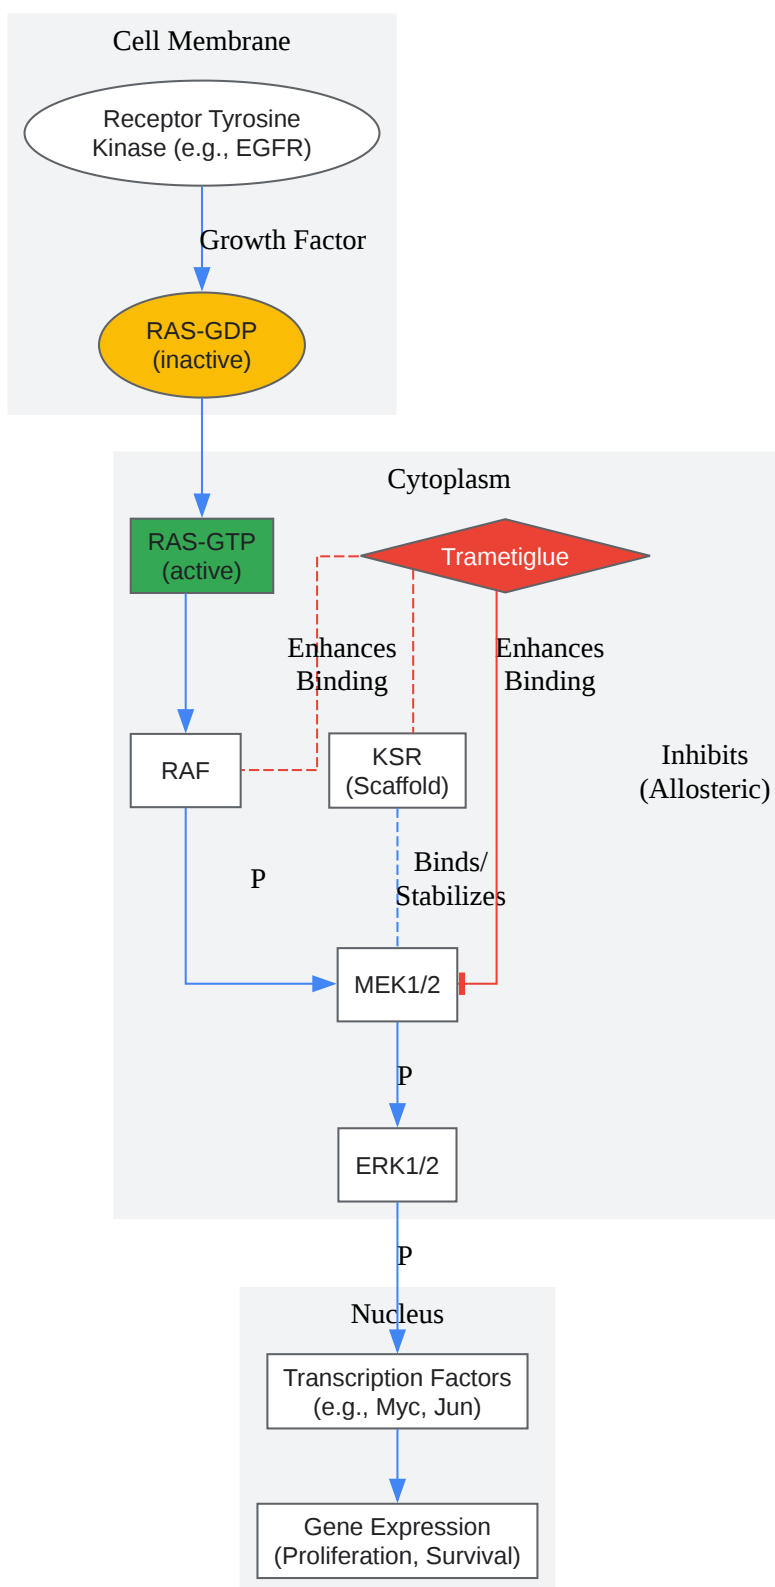 Cell Membrane
Receptor Tyrosine
Kinase (e.g., EGFR)
Growth Factor
RAS-GDP
(inactive)
Cytoplasm
RAS-GTP
(active)
Trametiglue
Enhances
Binding
Enhances
Binding
RAF
KSR
(Scaffold)
Inhibits
(Allosteric)
P
Binds/
Stabilizes
MEK1/2
P
ERK1/2
P
Nucleus
Transcription Factors
(e.g., Myc, Jun)
Gene Expression
(Proliferation, Survival)